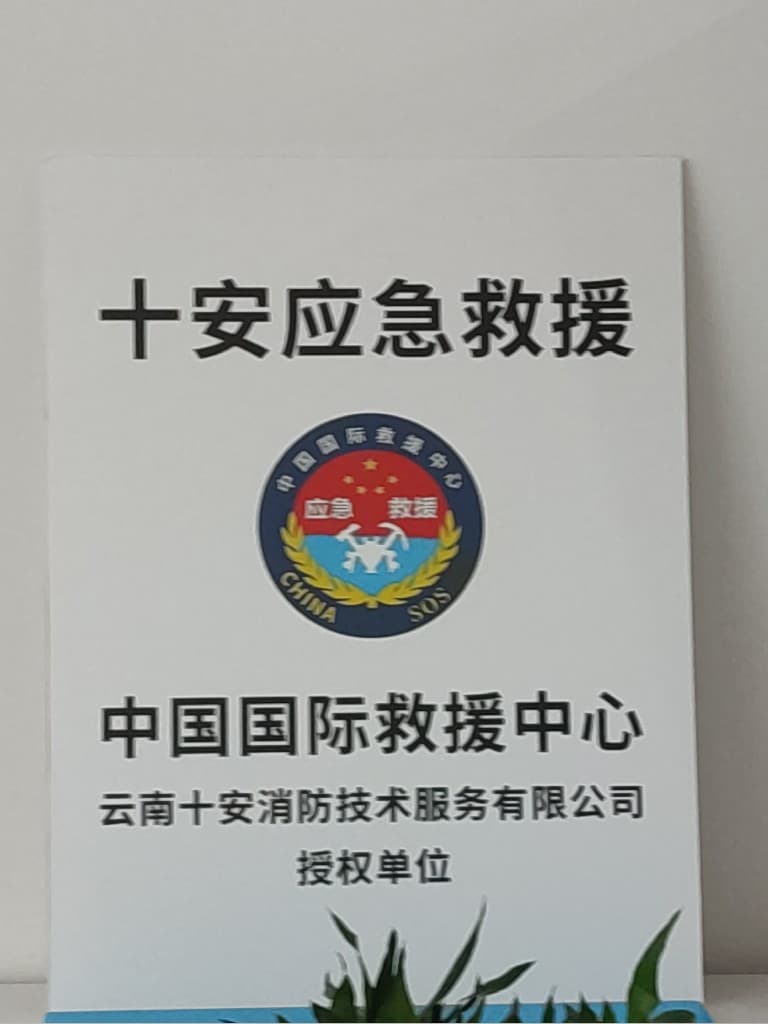 十安应急救援
中国国际救援中心
应急 救援
CHINA SOS
中国国际救援中心
云南十安消防技术服务有限公司
授权单位